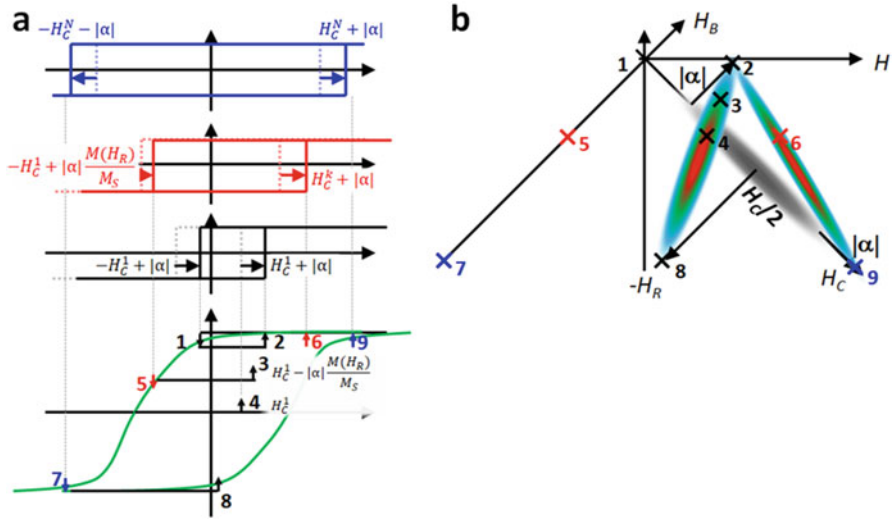 a
-H_C^N - |α|
H_C^N + |α|
-H_C^1 + |α| M(H_R)/M_S
H_C^k + |α|
-H_C^1 + |α|
H_C^1 + |α|
1
2
6
9
3
H_C^1 - |α| M(H_R)/M_S
5
4
H_C^1
7
8
b
H_B
1
2
H
|α|
3
5
4
6
H_C/2
7
8
-H_R
|α|
H_C
9